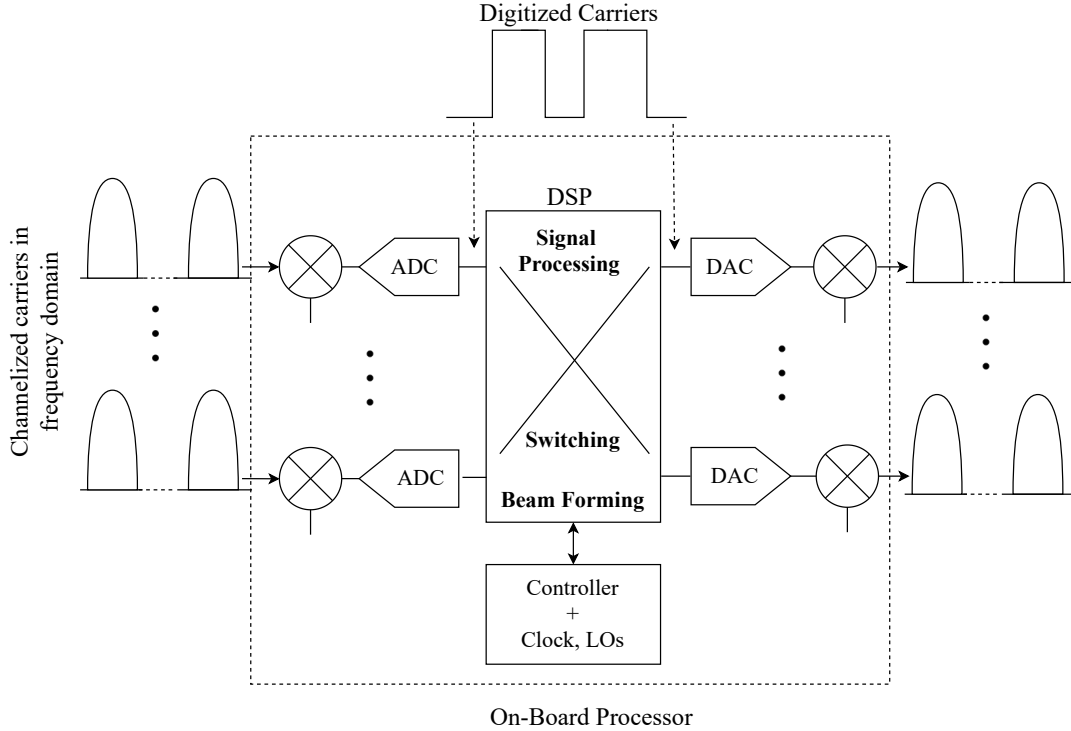 Digitized Carriers
DSP
Signal
Processing
ADC
DAC
Channelized carriers in
frequency domain
Switching
ADC
DAC
Beam Forming
Controller
+
Clock, LOs
On-Board Processor